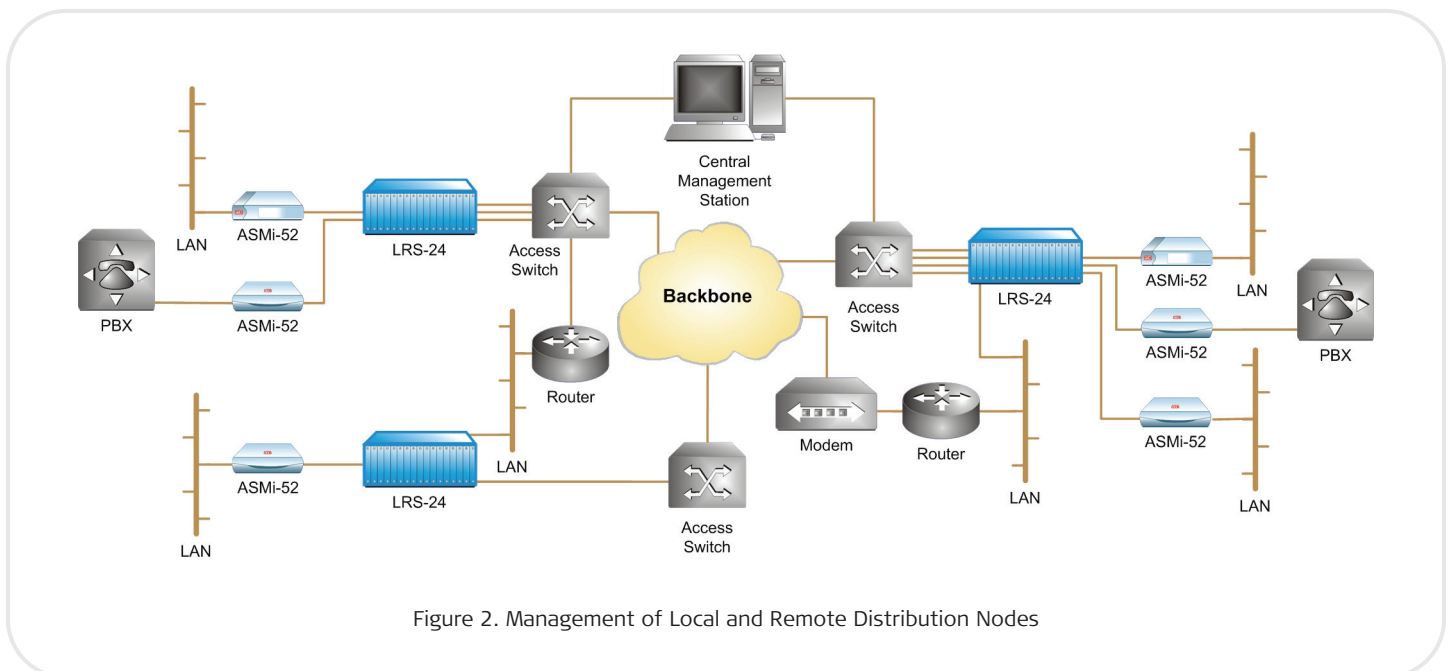 Central
Management
Station
LAN
ASMi-52
LRS-24
Access
Switch
PBX
ASMi-52
Backbone
Access
Switch
LRS-24
ASMi-52
LAN
ASMi-52
PBX
Router
LAN
ASMi-52
LRS-24
LAN
Access
Switch
Modem
Router
LAN
ASMi-52
LAN
Figure 2. Management of Local and Remote Distribution Nodes